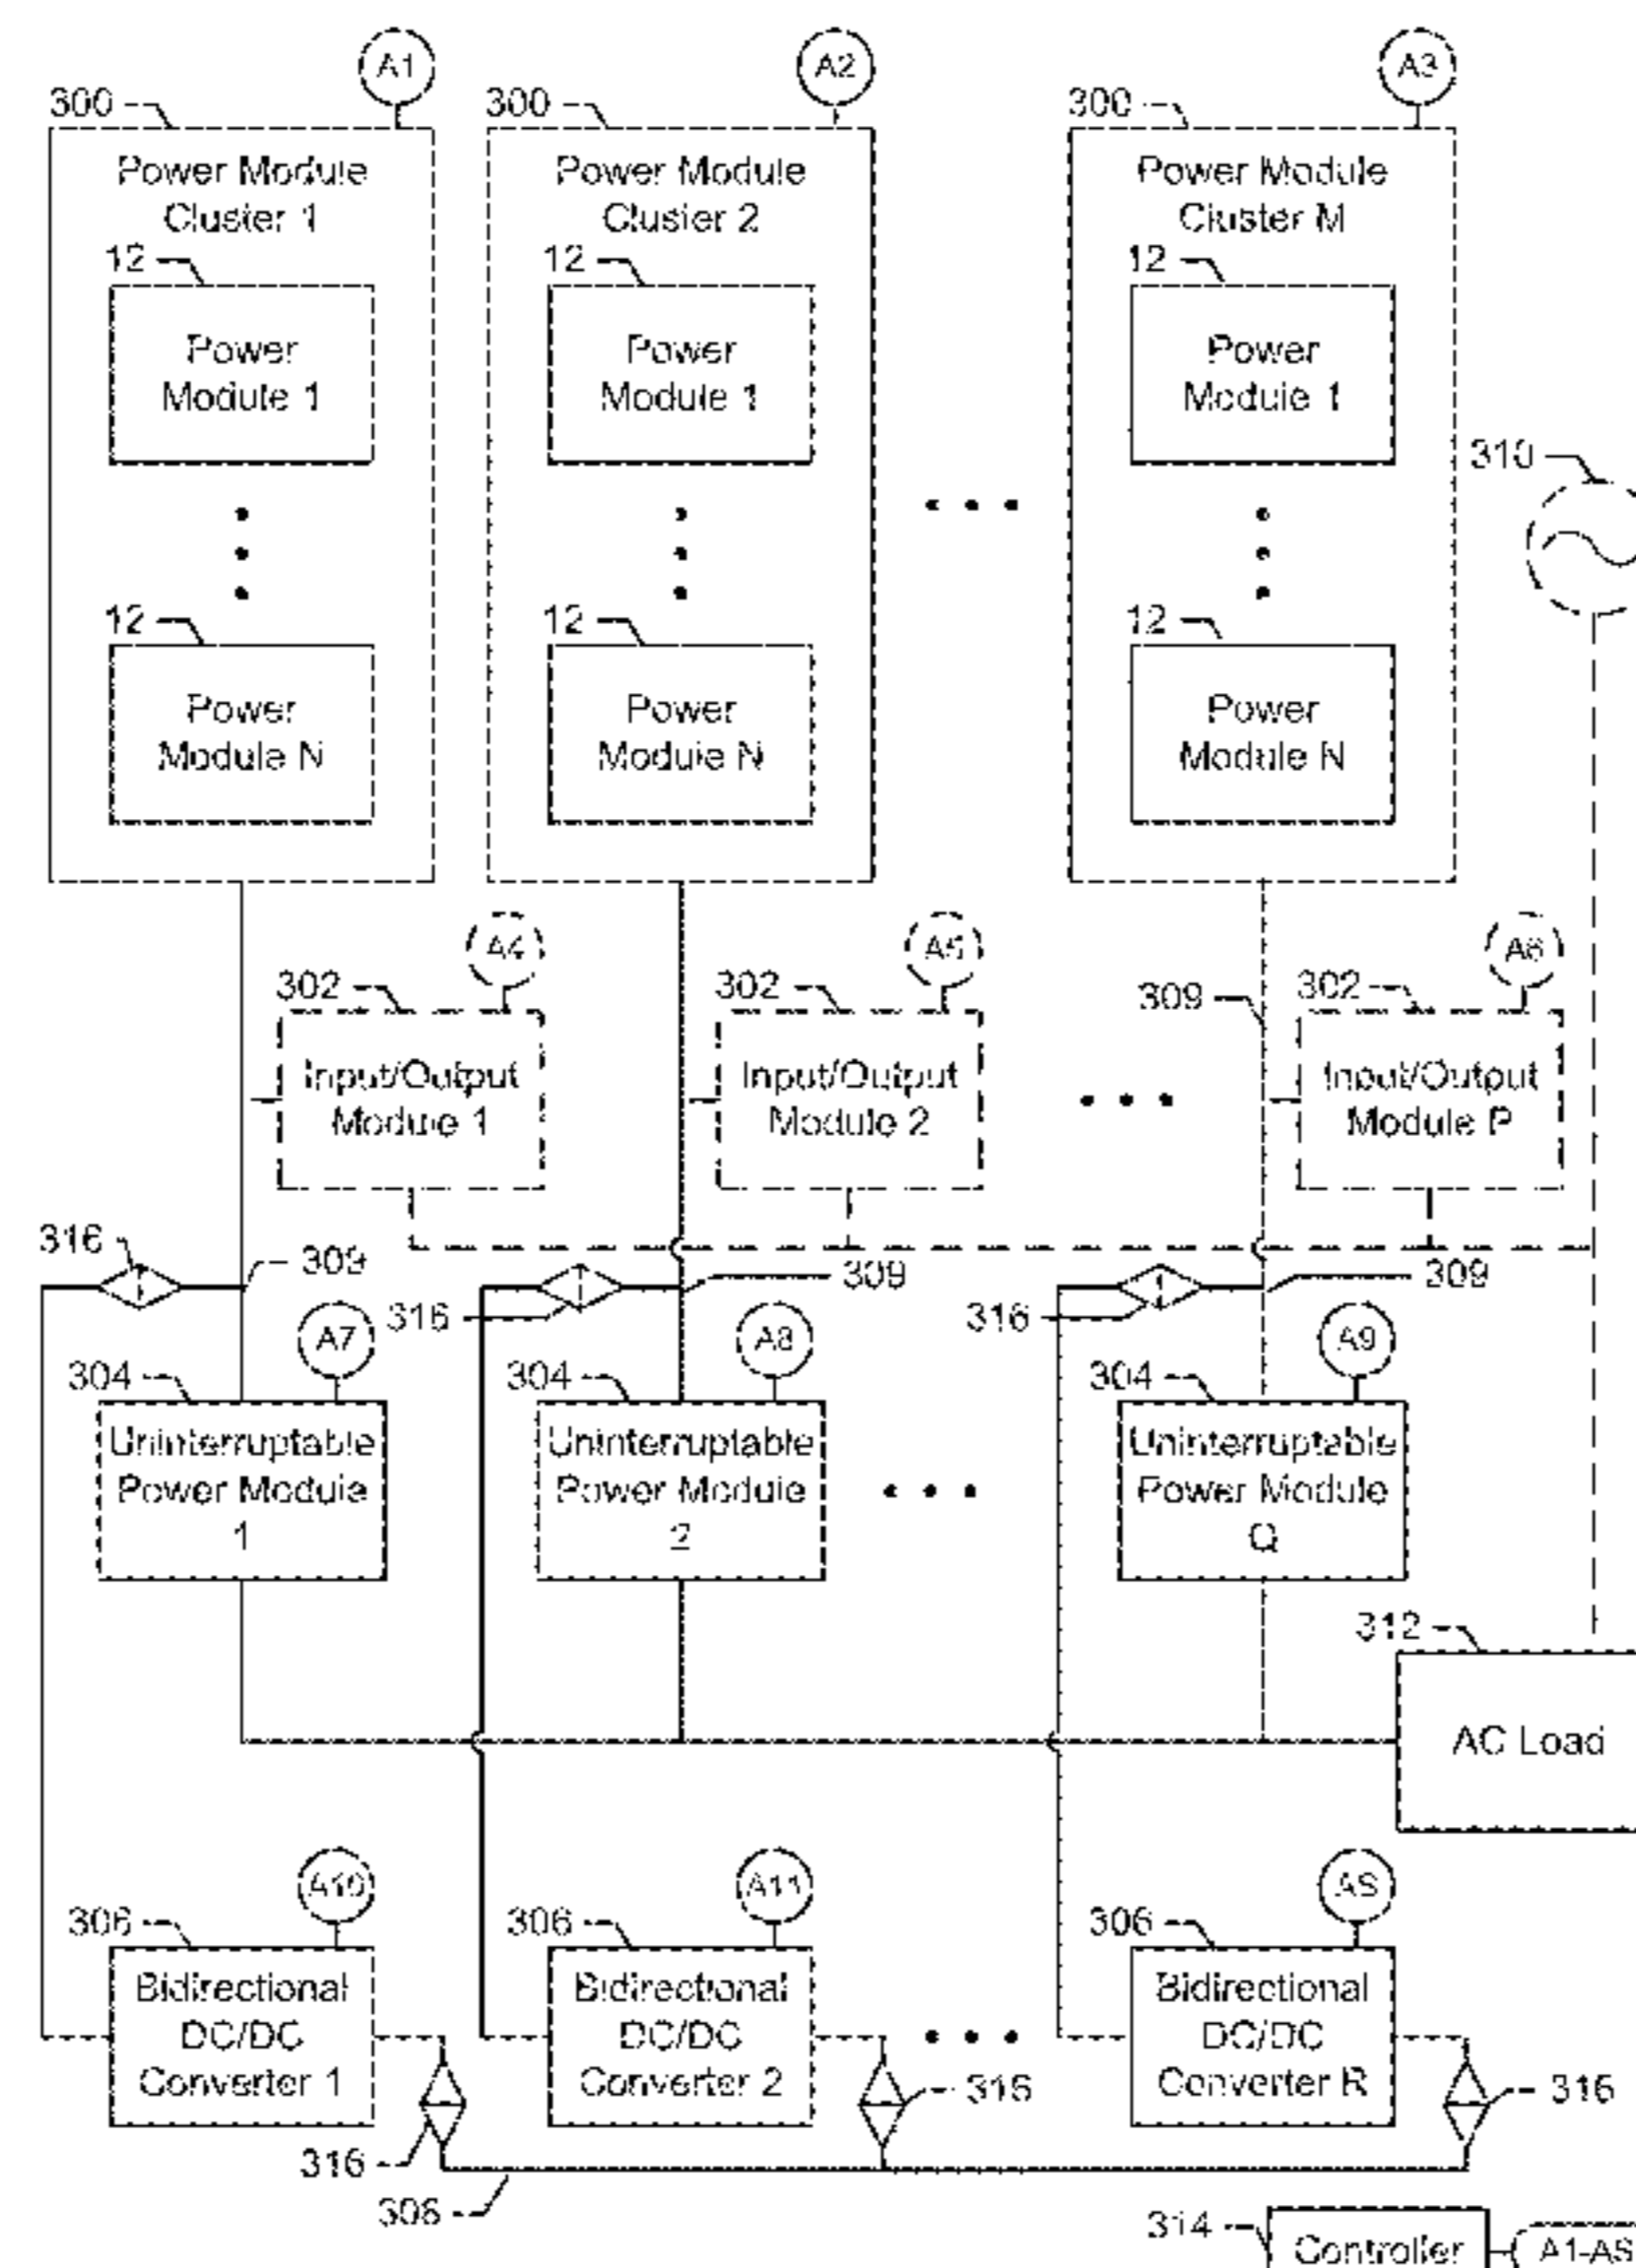 A1
A2
A3
300
300
300
Power Module
Cluster 1
Power Module
Cluster 2
Power Module
Cluster M
12
12
12
Power
Module 1
Power
Module 1
Power
Module 1
310
12
12
12
Power
Module N
Power
Module N
Power
Module N
A4
A5
A6
302
302
309
302
Input/Output
Module 1
Input/Output
Module 2
Input/Output
Module P
316
309
309
309
316
316
A7
A8
A9
304
304
304
Uninterruptable
Power Module
1
Uninterruptable
Power Module
2
Uninterruptable
Power Module
Q
312
AC Load
A10
A11
AS
306
306
306
Bidirectional
DC/DC
Converter 1
Bidirectional
DC/DC
Converter 2
Bidirectional
DC/DC
Converter R
316
316
316
308
314
Controller
A1-AS